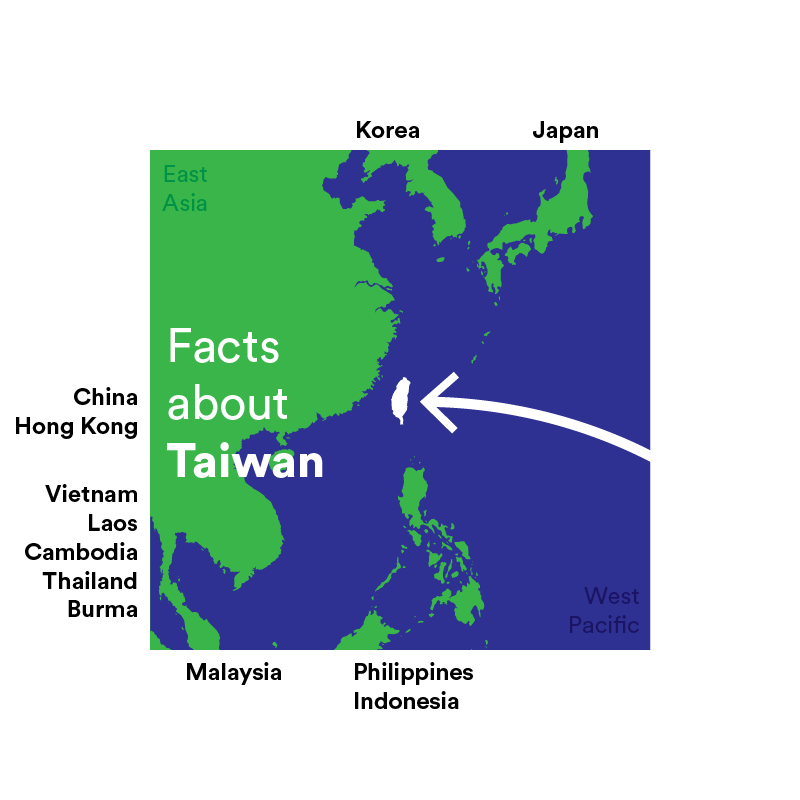 Korea
Japan
East
Asia
Facts
about
Taiwan
China
Hong Kong
Vietnam
Laos
Cambodia
Thailand
Burma
West
Pacific
Malaysia
Philippines
Indonesia